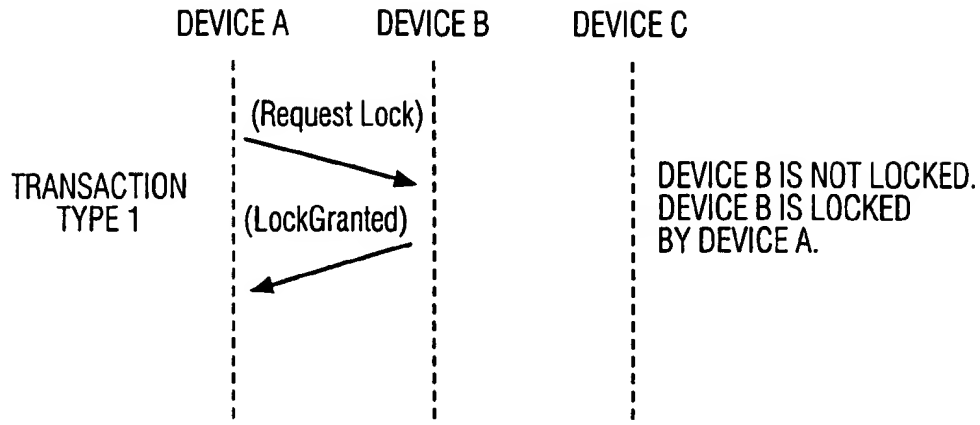 DEVICE A DEVICE B DEVICE C
(Request Lock)
TRANSACTION
TYPE 1
(LockGranted)
DEVICE B IS NOT LOCKED.
DEVICE B IS LOCKED
BY DEVICE A.